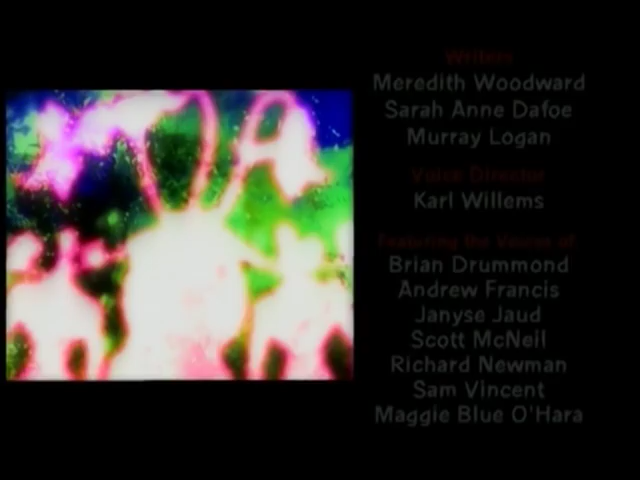 Writers
Meredith Woodward
Sarah Anne Dafoe
Murray Logan
Voice Director
Karl Willems
Featuring the Voices of:
Brian Drummond
Andrew Francis
Janyse Jaud
Scott McNeil
Richard Newman
Sam Vincent
Maggie Blue O'Hara